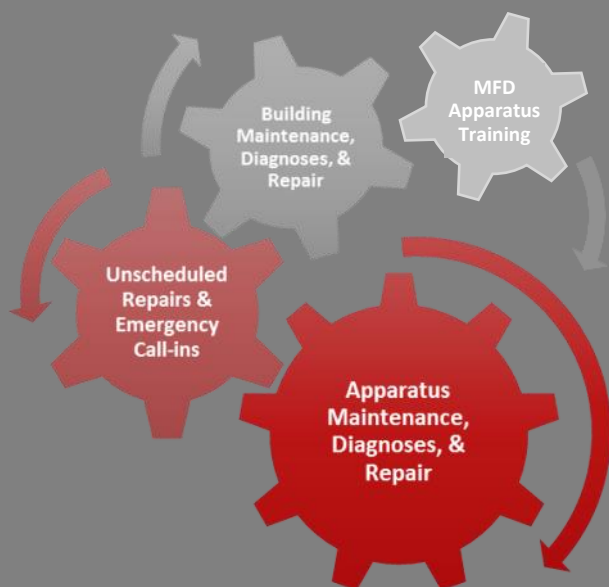 MFD
Apparatus
Training
Building
Maintenance,
Diagnoses, &
Repair
Unscheduled
Repairs &
Emergency
Call-ins
Apparatus
Maintenance,
Diagnoses, &
Repair